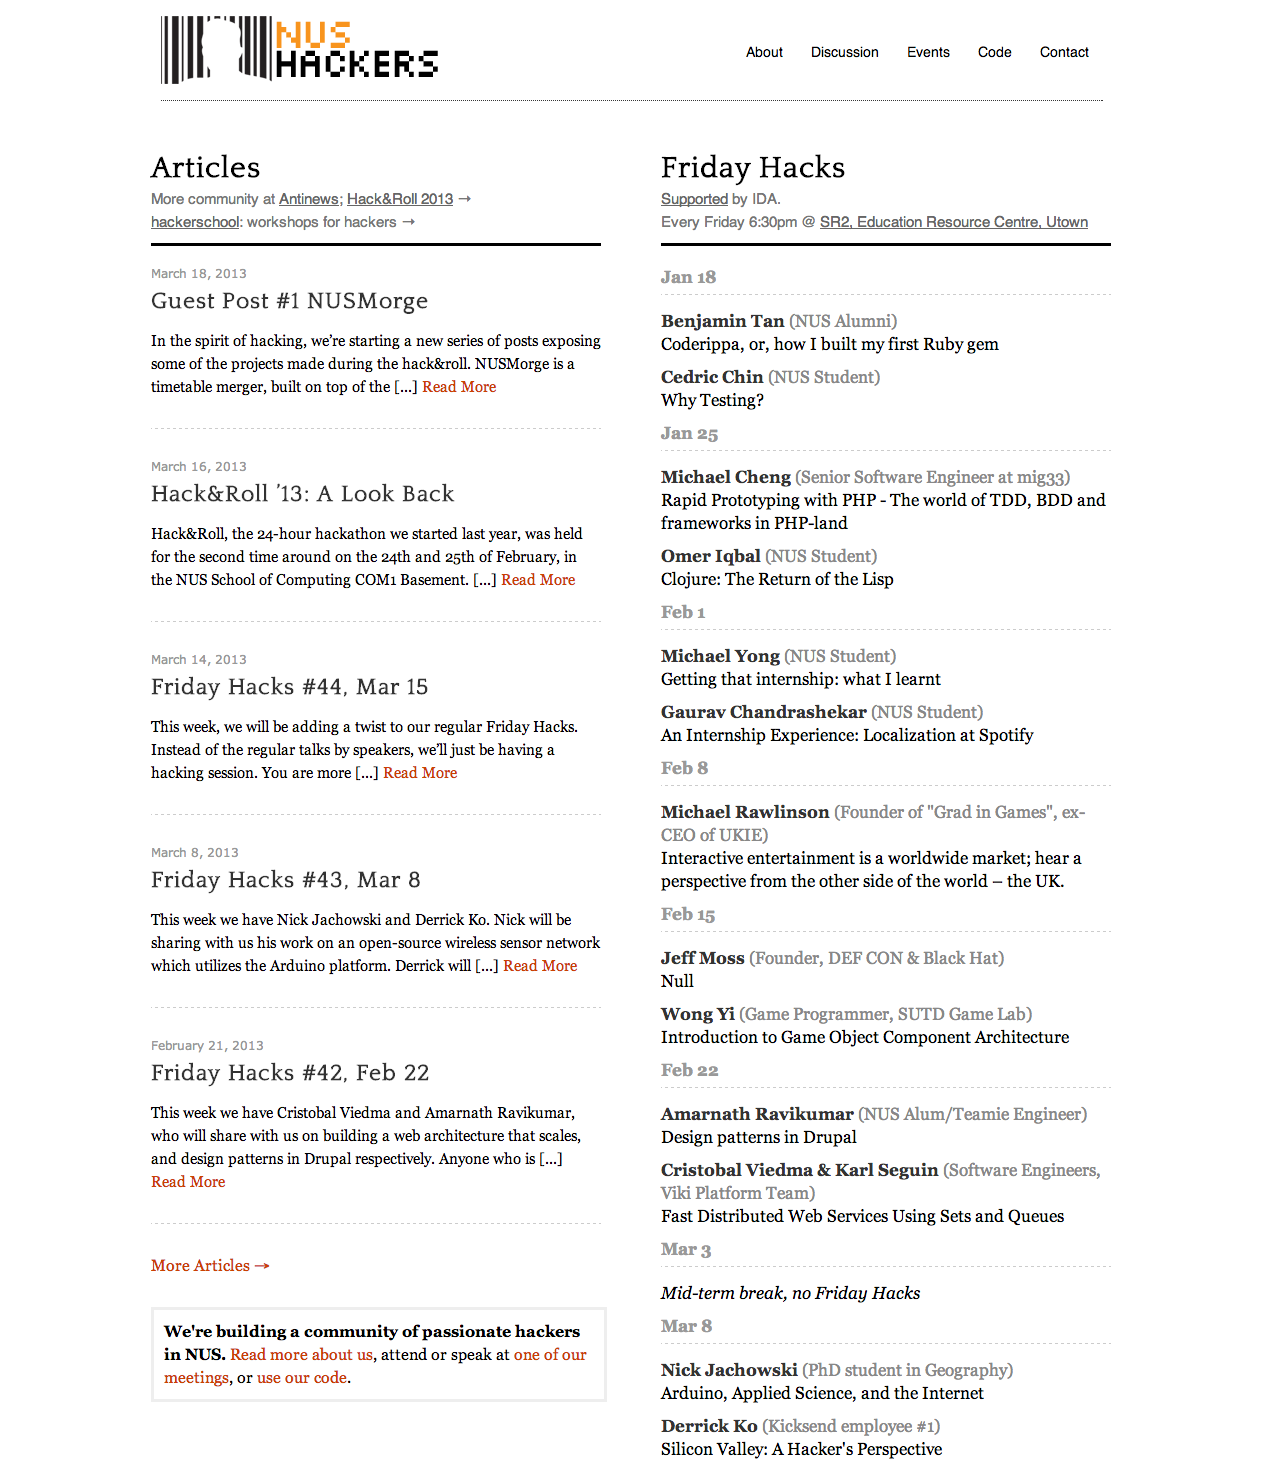 NUS
HACKERS
About
Discussion
Events
Code
Contact
Articles
More community at Antinews; Hack&Roll 2013 →
hackerschool: workshops for hackers →
March 18, 2013
Guest Post #1 NUSMorge
In the spirit of hacking, we’re starting a new series of posts exposing
some of the projects made during the hack&roll. NUSMorge is a
timetable merger, built on top of the [...] Read More
March 16, 2013
Hack&Roll ’13: A Look Back
Hack&Roll, the 24-hour hackathon we started last year, was held
for the second time around on the 24th and 25th of February, in
the NUS School of Computing COM1 Basement. [...] Read More
March 14, 2013
Friday Hacks #44, Mar 15
This week, we will be adding a twist to our regular Friday Hacks.
Instead of the regular talks by speakers, we’ll just be having a
hacking session. You are more [...] Read More
March 8, 2013
Friday Hacks #43, Mar 8
This week we have Nick Jachowski and Derrick Ko. Nick will be
sharing with us his work on an open-source wireless sensor network
which utilizes the Arduino platform. Derrick will [...] Read More
February 21, 2013
Friday Hacks #42, Feb 22
This week we have Cristobal Viedma and Amarnath Ravikumar,
who will share with us on building a web architecture that scales,
and design patterns in Drupal respectively. Anyone who is [...]
Read More
More Articles →
We're building a community of passionate hackers
in NUS. Read more about us, attend or speak at one of our
meetings, or use our code.
Friday Hacks
Supported by IDA.
Every Friday 6:30pm @ SR2, Education Resource Centre, Utown
Jan 18
Benjamin Tan (NUS Alumni)
Coderippa, or, how I built my first Ruby gem
Cedric Chin (NUS Student)
Why Testing?
Jan 25
Michael Cheng (Senior Software Engineer at mig33)
Rapid Prototyping with PHP - The world of TDD, BDD and
frameworks in PHP-land
Omer Iqbal (NUS Student)
Clojure: The Return of the Lisp
Feb 1
Michael Yong (NUS Student)
Getting that internship: what I learnt
Gaurav Chandrashekar (NUS Student)
An Internship Experience: Localization at Spotify
Feb 8
Michael Rawlinson (Founder of "Grad in Games", ex-
CEO of UKIE)
Interactive entertainment is a worldwide market; hear a
perspective from the other side of the world – the UK.
Feb 15
Jeff Moss (Founder, DEF CON & Black Hat)
Null
Wong Yi (Game Programmer, SUTD Game Lab)
Introduction to Game Object Component Architecture
Feb 22
Amarnath Ravikumar (NUS Alum/Teamie Engineer)
Design patterns in Drupal
Cristobal Viedma & Karl Seguin (Software Engineers,
Viki Platform Team)
Fast Distributed Web Services Using Sets and Queues
Mar 3
Mid-term break, no Friday Hacks
Mar 8
Nick Jachowski (PhD student in Geography)
Arduino, Applied Science, and the Internet
Derrick Ko (Kicksend employee #1)
Silicon Valley: A Hacker's Perspective